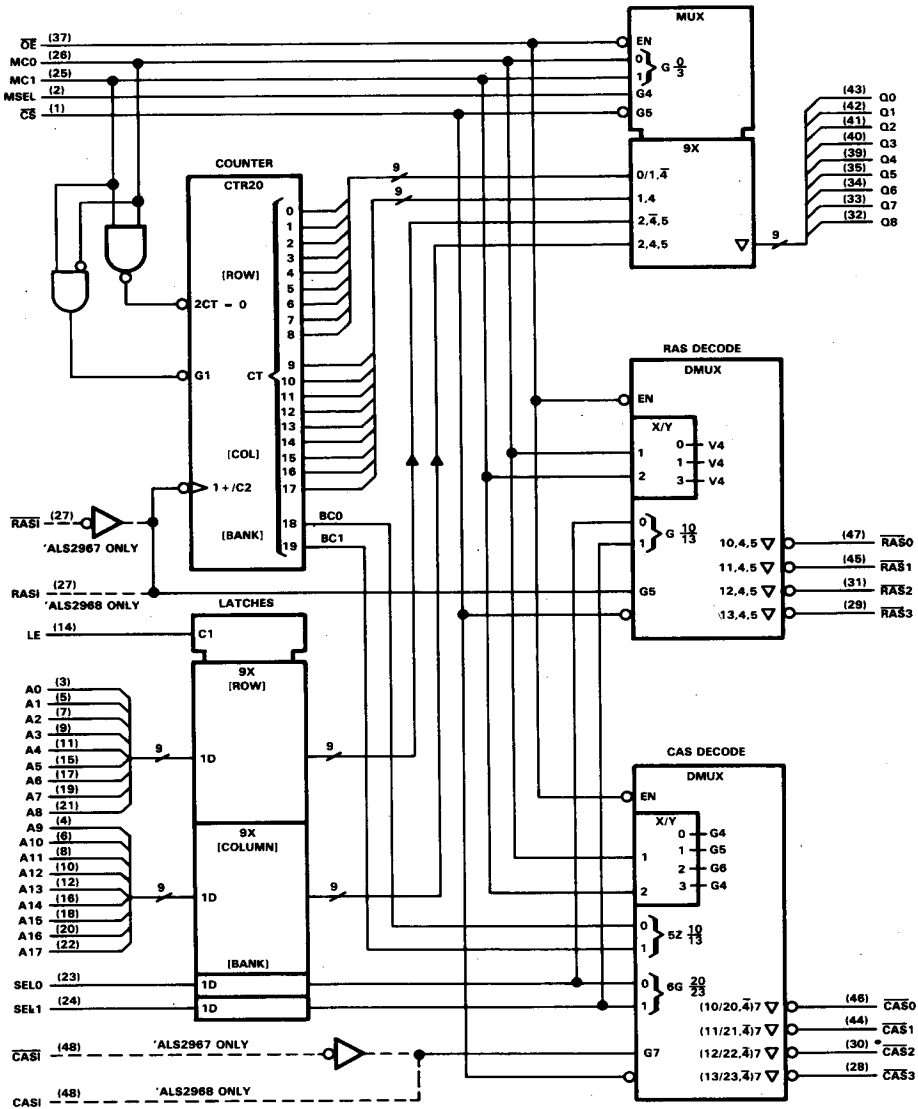 MUX
OE (37)
MC0 (26)
MC1 (25)
MSEL (2)
CS (1)
EN
0
1
} G 0/3
G4
G5
9X
0/1,4
1,4
2,4,5
2,4,5
▽
9
9
9
(43) Q0
(42) Q1
(41) Q2
(40) Q3
(39) Q4
(35) Q5
(34) Q6
(33) Q7
(32) Q8
COUNTER
CTR20
0
1
2
3
4
5
6
7
8
9
10
11
12
13
14
15
16
17
18
19
[ROW]
CT
[COL]
[BANK]
2CT = 0
G1
1+/C2
BC0
BC1
RASI (27)
'ALS2967 ONLY
RASI (27)
'ALS2968 ONLY
RAS DECODE
DMUX
EN
X/Y
1
2
0 V4
1 V4
3 V4
0
1
} G 10/13
G5
10,4,5 ▽ (47) RAS0
11,4,5 ▽ (45) RAS1
12,4,5 ▽ (31) RAS2
13,4,5 ▽ (29) RAS3
LATCHES
LE (14)
C1
9X
[ROW]
1D
9
9
A0 (3)
A1 (5)
A2 (7)
A3 (9)
A4 (11)
A5 (15)
A6 (17)
A7 (19)
A8 (21)
A9 (4)
A10 (6)
A11 (8)
A12 (10)
A13 (12)
A14 (16)
A15 (18)
A16 (20)
A17 (22)
9X
[COLUMN]
1D
9
9
[BANK]
SEL0 (23)
1D
SEL1 (24)
1D
CASI (48)
'ALS2967 ONLY
CASI (48)
'ALS2968 ONLY
CAS DECODE
DMUX
EN
X/Y
1
2
0 G4
1 G5
2 G6
3 G4
0
1
} 5Z 10/13
0
1
} 6G 20/23
G7
(10/20,4)7 ▽ (46) CAS0
(11/21,4)7 ▽ (44) CAS1
(12/22,4)7 ▽ (30) CAS2
(13/23,4)7 ▽ (28) CAS3